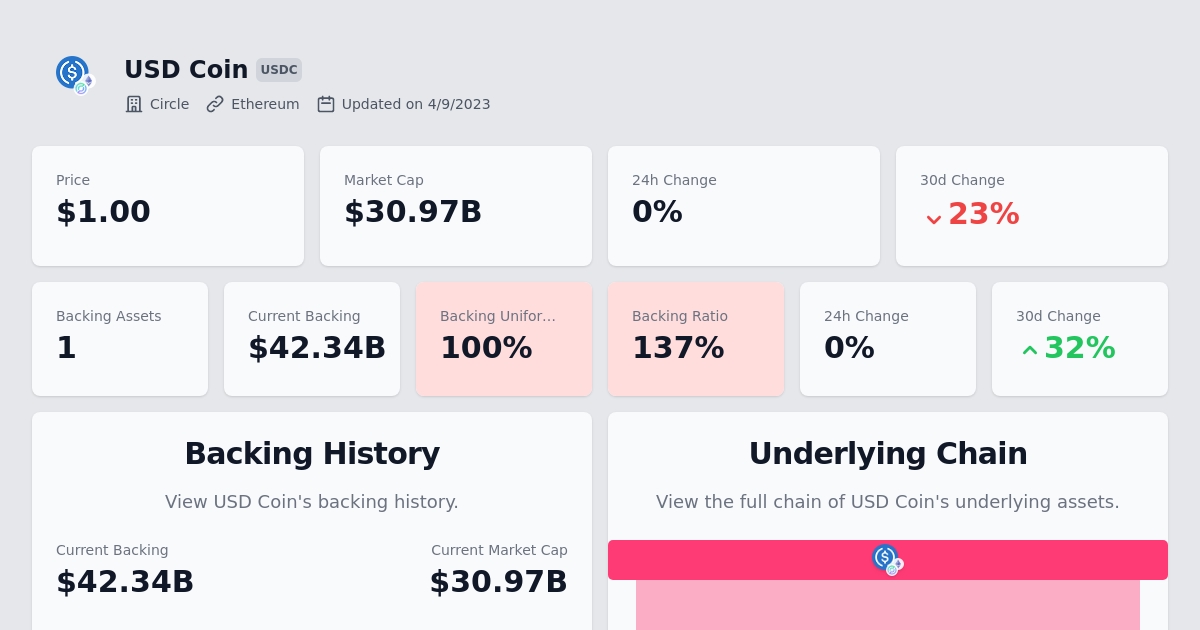 USD Coin USDC
Circle Ethereum Updated on 4/9/2023
Price
$1.00
Market Cap
$30.97B
24h Change
0%
30d Change
23%
Backing Assets
1
Current Backing
$42.34B
Backing Unifor…
100%
Backing Ratio
137%
24h Change
0%
30d Change
32%
Backing History
View USD Coin's backing history.
Current Backing
$42.34B
Current Market Cap
$30.97B
Underlying Chain
View the full chain of USD Coin's underlying assets.